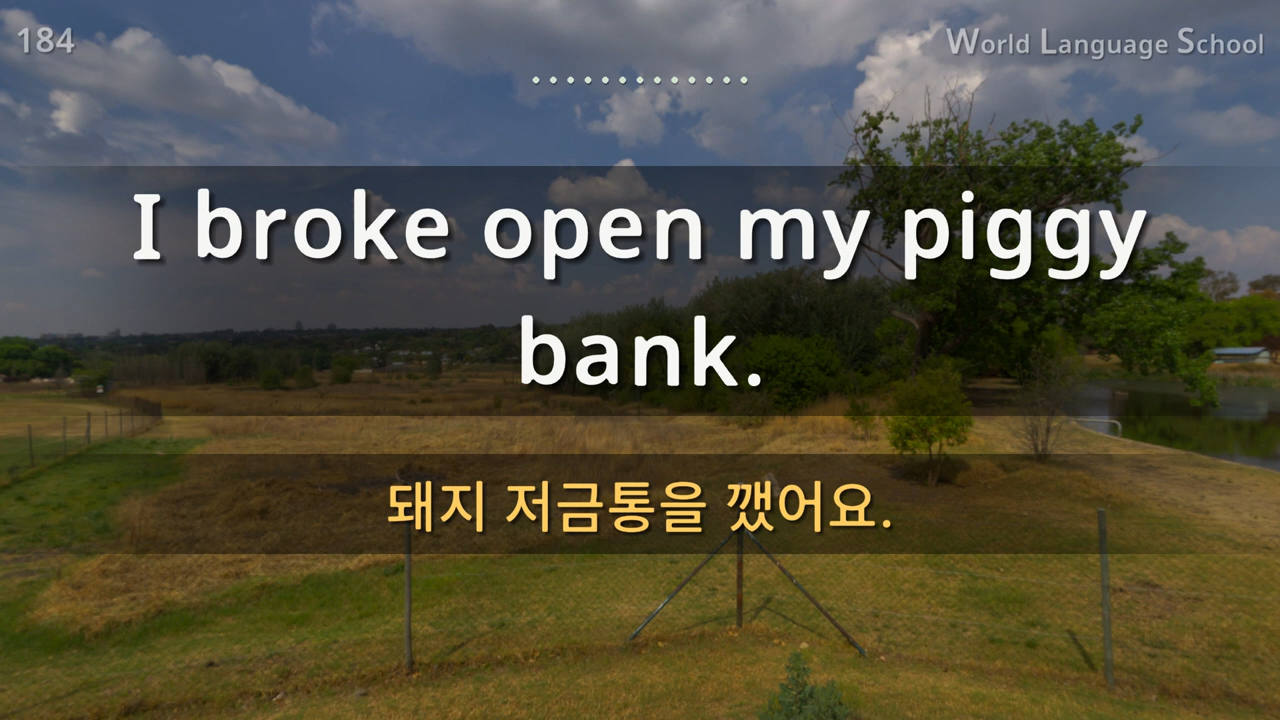 184
World Language School
I broke open my piggy
bank.
돼지 저금통을 깼어요.